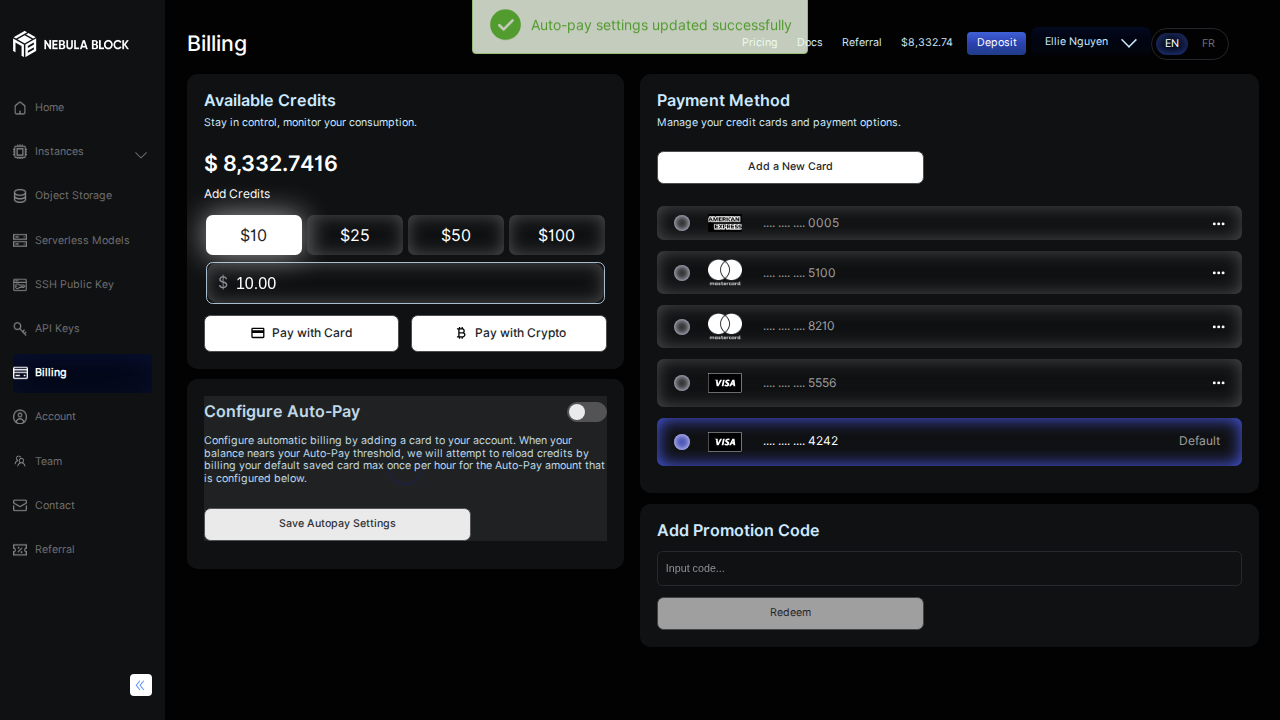 Auto-pay settings updated successfully
NEBULA BLOCK
Billing
Pricing
Docs
Referral
$8,332.74
Deposit
Ellie Nguyen
EN
FR
Home
Instances
Object Storage
Serverless Models
SSH Public Key
API Keys
Billing
Account
Team
Contact
Referral
Available Credits
Stay in control, monitor your consumption.
$ 8,332.7416
Add Credits
$10
$25
$50
$100
$ 10.00
Pay with Card
Pay with Crypto
Configure Auto-Pay
Configure automatic billing by adding a card to your account. When your
balance nears your Auto-Pay threshold, we will attempt to reload credits by
billing your default saved card max once per hour for the Auto-Pay amount that
is configured below.
Save Autopay Settings
Payment Method
Manage your credit cards and payment options.
Add a New Card
AMERICAN
EXPRESS
.... .... .... 0005
mastercard
.... .... .... 5100
mastercard
.... .... .... 8210
VISA
.... .... .... 5556
VISA
.... .... .... 4242
Default
Add Promotion Code
Input code...
Redeem